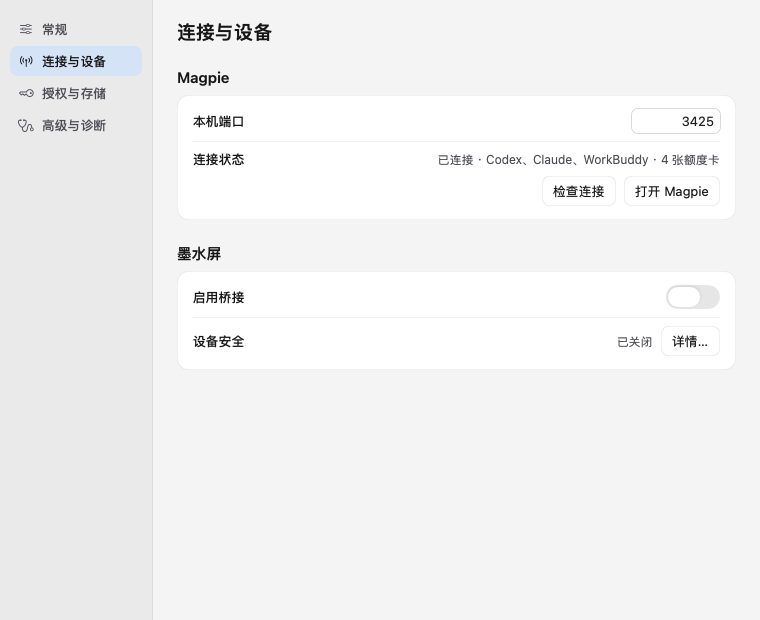 常规
连接与设备
授权与存储
高级与诊断
连接与设备
Magpie
本机端口
3425
连接状态
已连接 · Codex、Claude、WorkBuddy · 4 张额度卡
检查连接
打开 Magpie
墨水屏
启用桥接
设备安全
已关闭
详情...